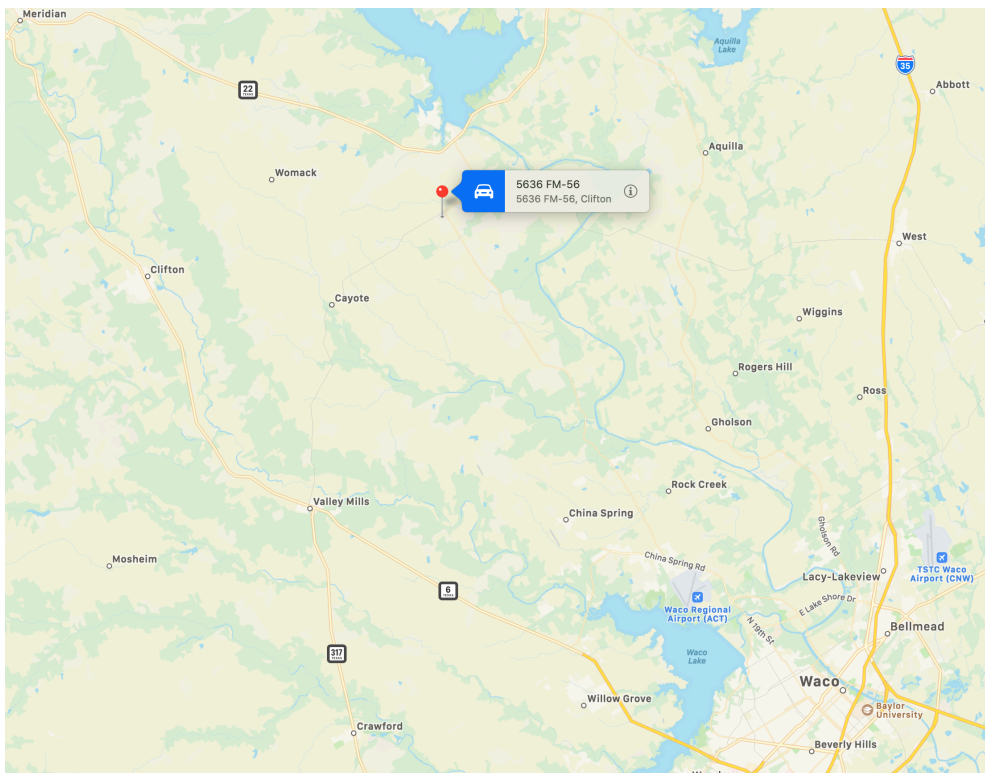 Meridian
Aquilla
Lake
35
22
TEXAS
Abbott
Aquilla
Womack
5636 FM-56
5636 FM-56, Clifton
West
Clifton
Cayote
Wiggins
Rogers Hill
Ross
Gholson
Rock Creek
Valley Mills
China Spring
Gholson Rd
Mosheim
China Spring Rd
TSTC Waco
Airport (CNW)
Lacy-Lakeview
6
TEXAS
Waco Regional
Airport (ACT)
E Lake Shore Dr
N 19th St
Bellmead
317
TEXAS
Waco
Lake
Waco
Willow Grove
Baylor
University
Crawford
Beverly Hills